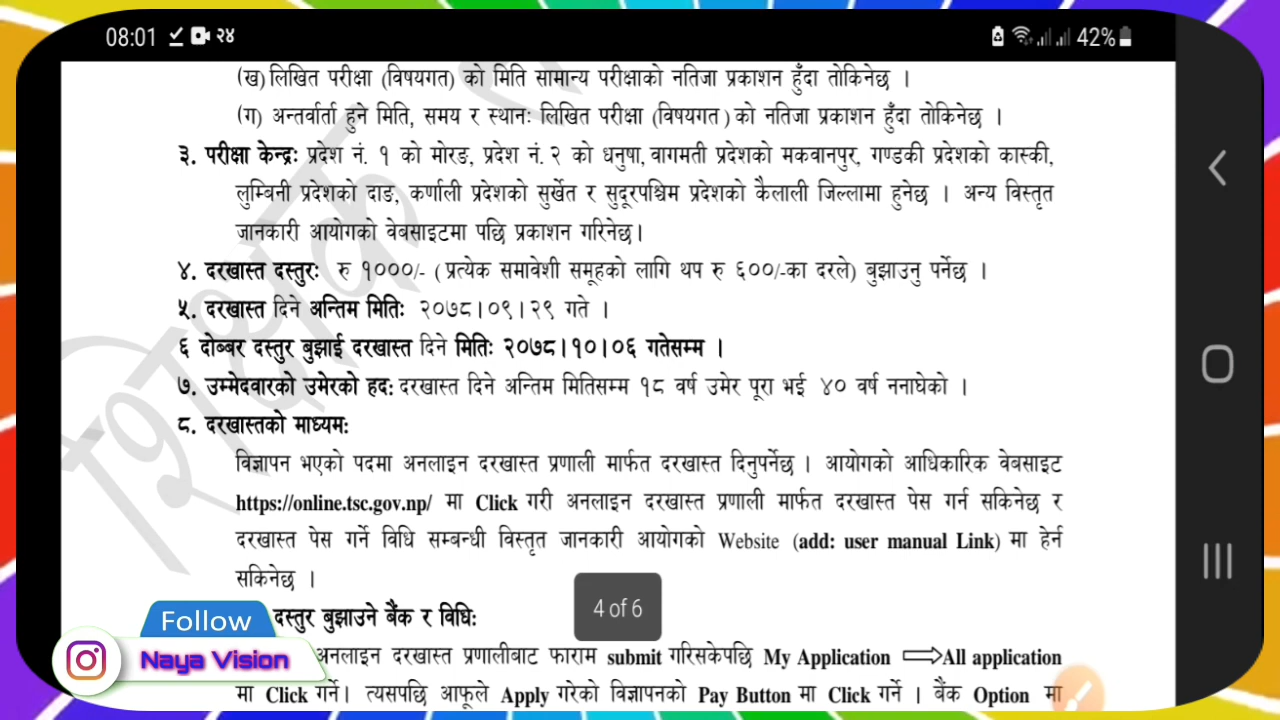 08:01 २४ 42%
(ख) लिखित परीक्षा (विषयगत) को मिति सामान्य परीक्षाको नतिजा प्रकाशन हुँदा तोकिनेछ ।
(ग) अन्तर्वार्ता हुने मिति, समय र स्थानः लिखित परीक्षा (विषयगत) को नतिजा प्रकाशन हुँदा तोकिनेछ ।
३. परीक्षा केन्द्रः प्रदेश नं. १ को मोरङ, प्रदेश नं. २ को धनुषा, वागमती प्रदेशको मकवानपुर, गण्डकी प्रदेशको कास्की,
लुम्बिनी प्रदेशको दाङ, कर्णाली प्रदेशको सुर्खेत र सुदूरपश्चिम प्रदेशको कैलाली जिल्लामा हुनेछ । अन्य विस्तृत
जानकारी आयोगको वेबसाइटमा पछि प्रकाशन गरिनेछ।
४. दरखास्त दस्तुरः रु १०००/- ( प्रत्येक समावेशी समूहको लागि थप रु ६००/-का दरले) बुझाउनु पर्नेछ ।
५. दरखास्त दिने अन्तिम मितिः २०७८।०९।२९ गते ।
६ दोब्बर दस्तुर बुझाई दरखास्त दिने मितिः २०७८।१०।०६ गतेसम्म ।
७. उम्मेदवारको उमेरको हद: दरखास्त दिने अन्तिम मितिसम्म १८ वर्ष उमेर पूरा भई ४० वर्ष ननाघेको ।
८. दरखास्तको माध्यम:
विज्ञापन भएको पदमा अनलाइन दरखास्त प्रणाली मार्फत दरखास्त दिनुपर्नेछ । आयोगको आधिकारिक वेबसाइट
https://online.tsc.gov.np/ मा Click गरी अनलाइन दरखास्त प्रणाली मार्फत दरखास्त पेस गर्न सकिनेछ र
दरखास्त पेस गर्ने विधि सम्बन्धी विस्तृत जानकारी आयोगको Website (add: user manual Link) मा हेर्न
सकिनेछ ।
4 of 6
दस्तुर बुझाउने बैंक र विधिः
अनलाइन दरखास्त प्रणालीबाट फाराम submit गरिसकेपछि My Application ⇨All application
मा Click गर्ने। त्यसपछि आफूले Apply गरेको विज्ञापनको Pay Button मा Click गर्ने । बैंक Option मा
शिक्षक
Follow
Naya Vision